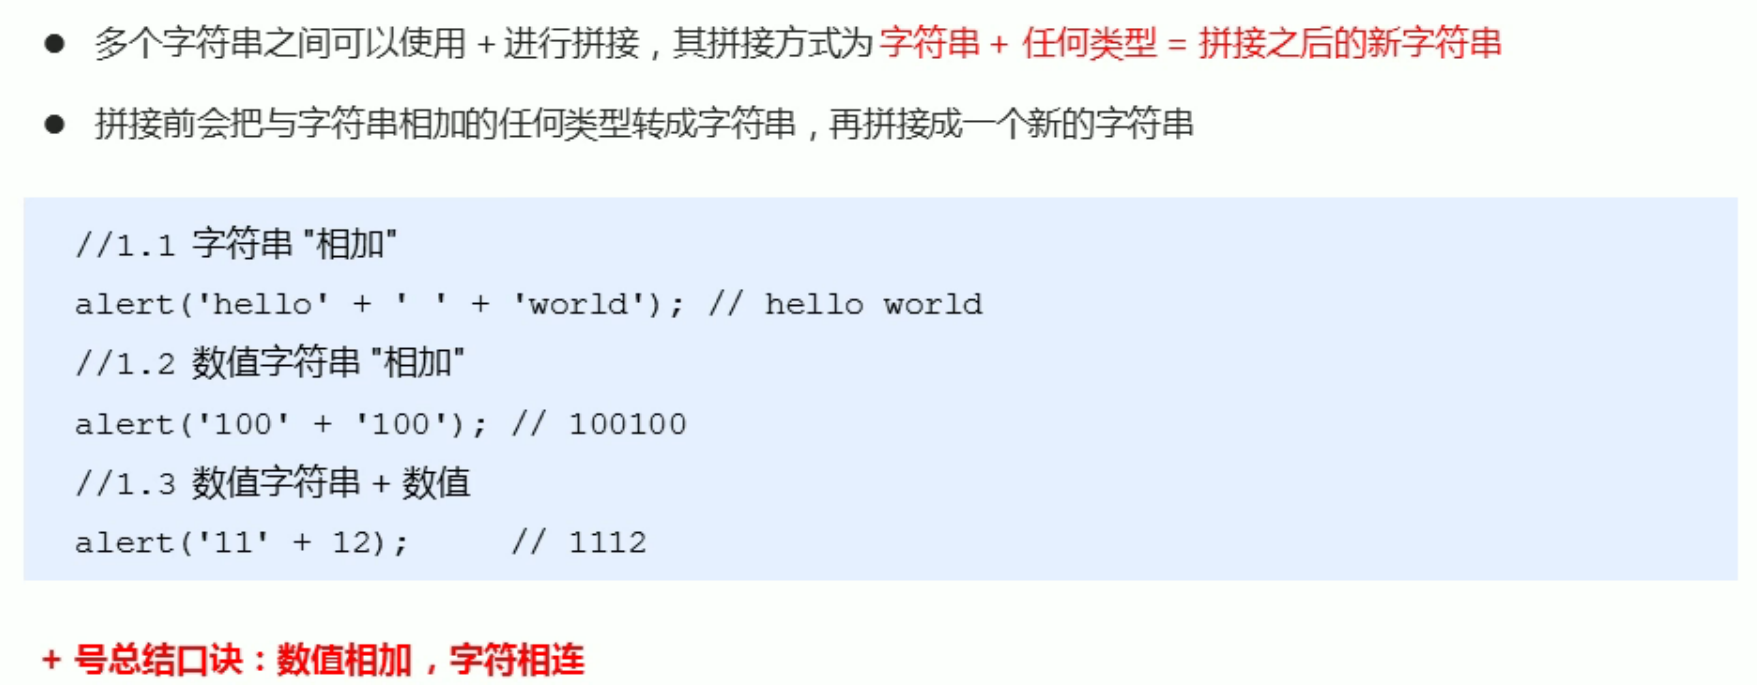 ● 多个字符串之间可以使用 + 进行拼接，其拼接方式为 字符串 + 任何类型 = 拼接之后的新字符串
● 拼接前会把与字符串相加的任何类型转成字符串，再拼接成一个新的字符串
//1.1 字符串 "相加"
alert('hello' + ' ' + 'world'); // hello world
//1.2 数值字符串 "相加"
alert('100' + '100'); // 100100
//1.3 数值字符串 + 数值
alert('11' + 12);     // 1112
+ 号总结口诀：数值相加，字符相连